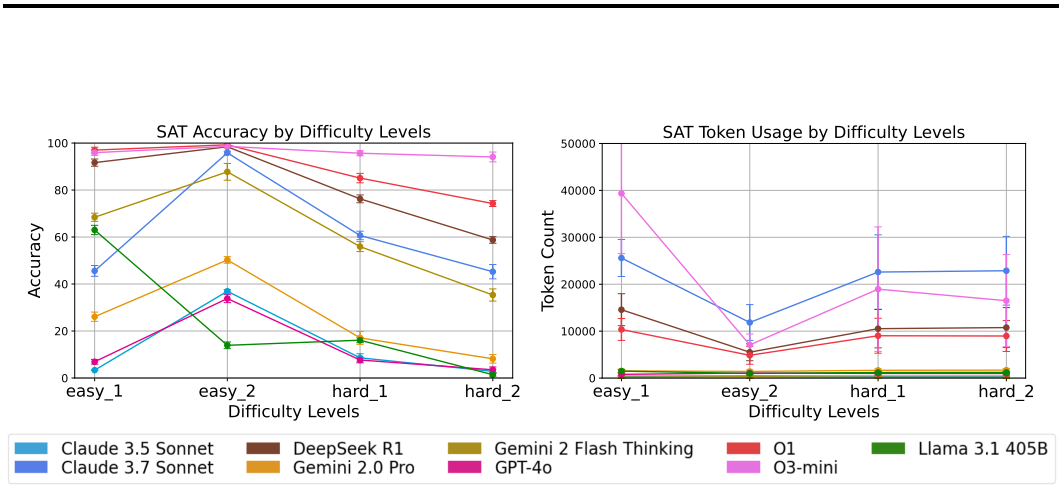 SAT Accuracy by Difficulty Levels
100
80
60
40
20
0
Accuracy
easy_1 easy_2 hard_1 hard_2
Difficulty Levels
SAT Token Usage by Difficulty Levels
50000
40000
30000
20000
10000
0
Token Count
easy_1 easy_2 hard_1 hard_2
Difficulty Levels
Claude 3.5 Sonnet DeepSeek R1 Gemini 2 Flash Thinking O1 Llama 3.1 405B
Claude 3.7 Sonnet Gemini 2.0 Pro GPT-4o O3-mini